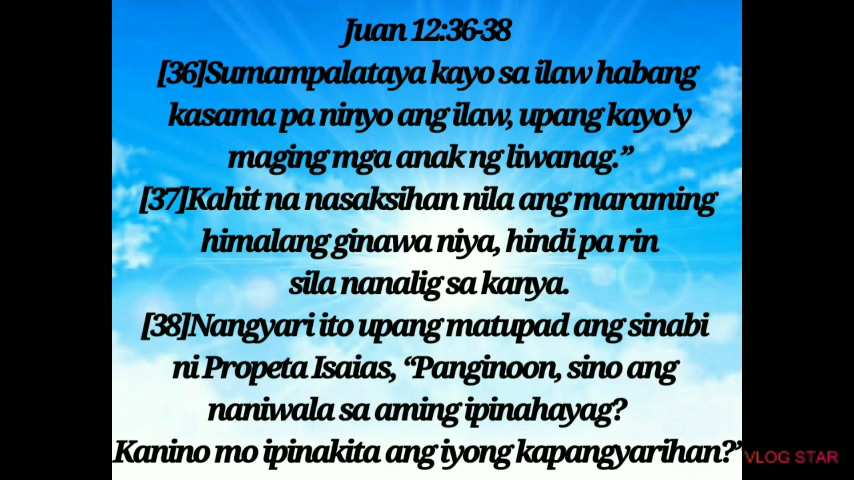 Juan 12:36-38
[36]Sumampalataya kayo sa ilaw habang
kasama pa ninyo ang ilaw, upang kayo'y
maging mga anak ng liwanag.”
[37]Kahit na nasaksihan nila ang maraming
himalang ginawa niya, hindi pa rin
sila nanalig sa kanya.
[38]Nangyari ito upang matupad ang sinabi
ni Propeta Isaias, “Panginoon, sino ang
naniwala sa aming ipinahayag?
Kanino mo ipinakita ang iyong kapangyarihan?”
VLOG STAR